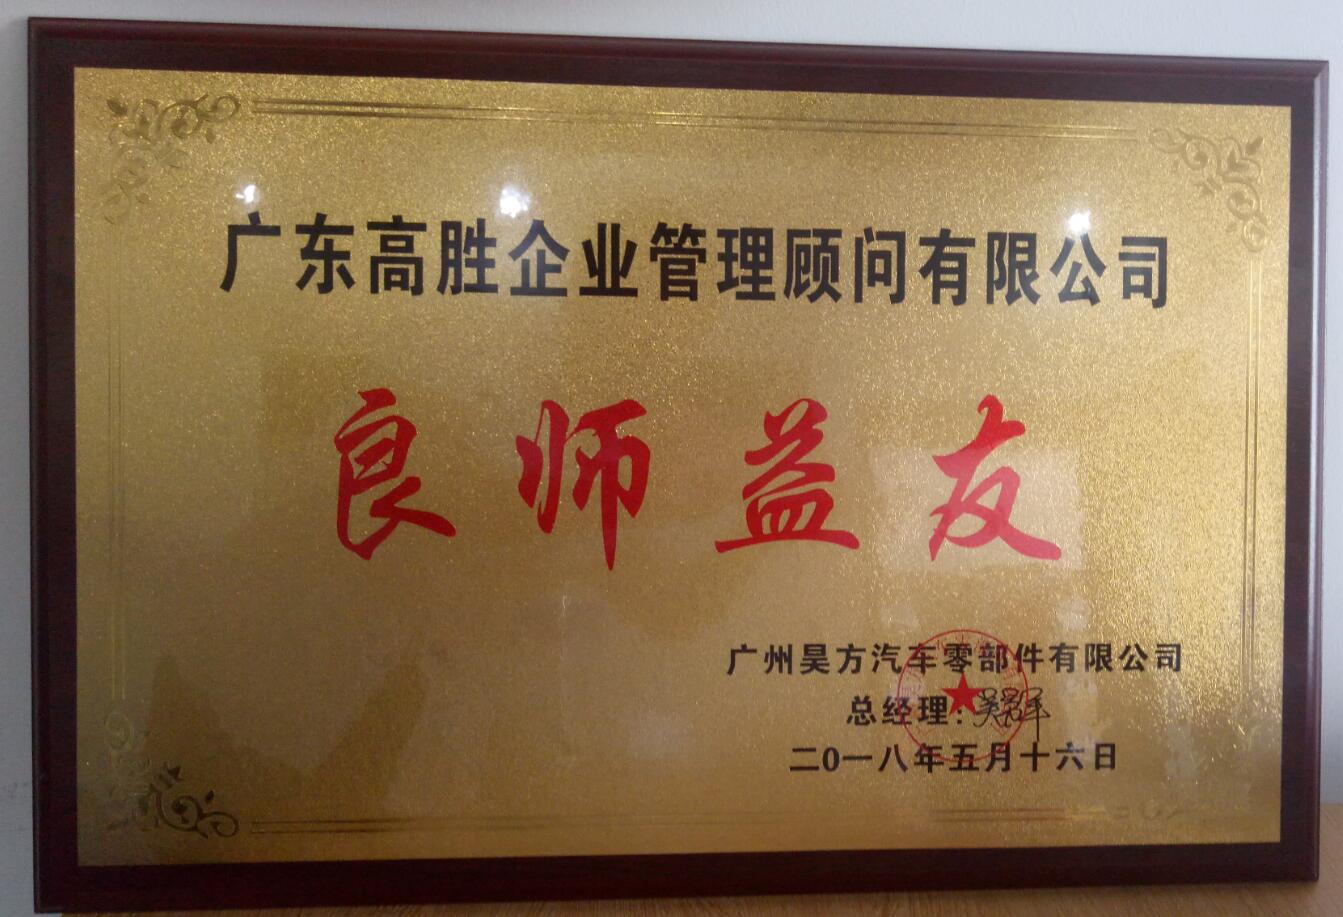 广东高胜企业管理顾问有限公司
良师益友
广州昊方汽车零部件有限公司
总经理:
二0一八年五月十六日